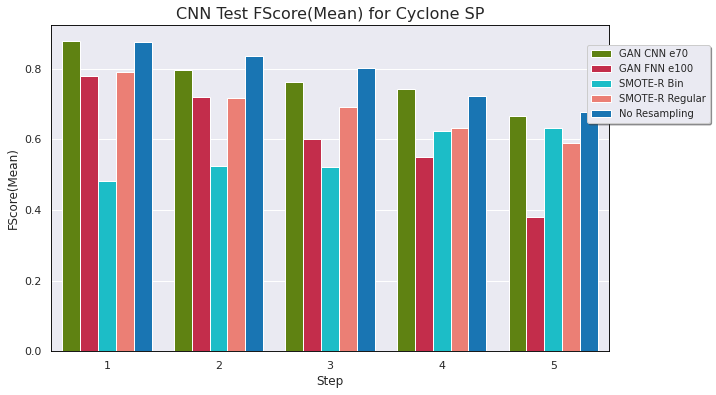 CNN Test FScore(Mean) for Cyclone SP
GAN CNN e70
GAN FNN e100
SMOTE-R Bin
SMOTE-R Regular
No Resampling
FScore(Mean)
0.8
0.6
0.4
0.2
0.0
1 2 3 4 5
Step